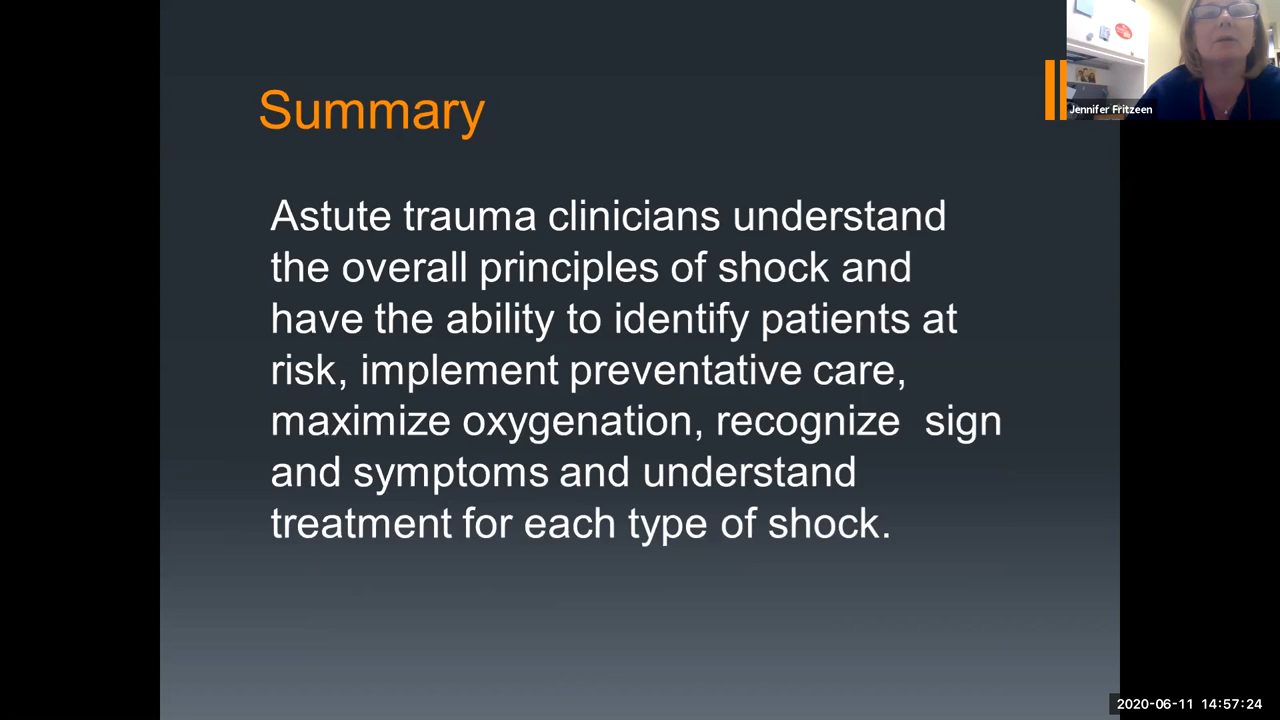 Summary
Jennifer Fritzeen
Astute trauma clinicians understand
the overall principles of shock and
have the ability to identify patients at
risk, implement preventative care,
maximize oxygenation, recognize  sign
and symptoms and understand
treatment for each type of shock.
2020-06-11 14:57:24